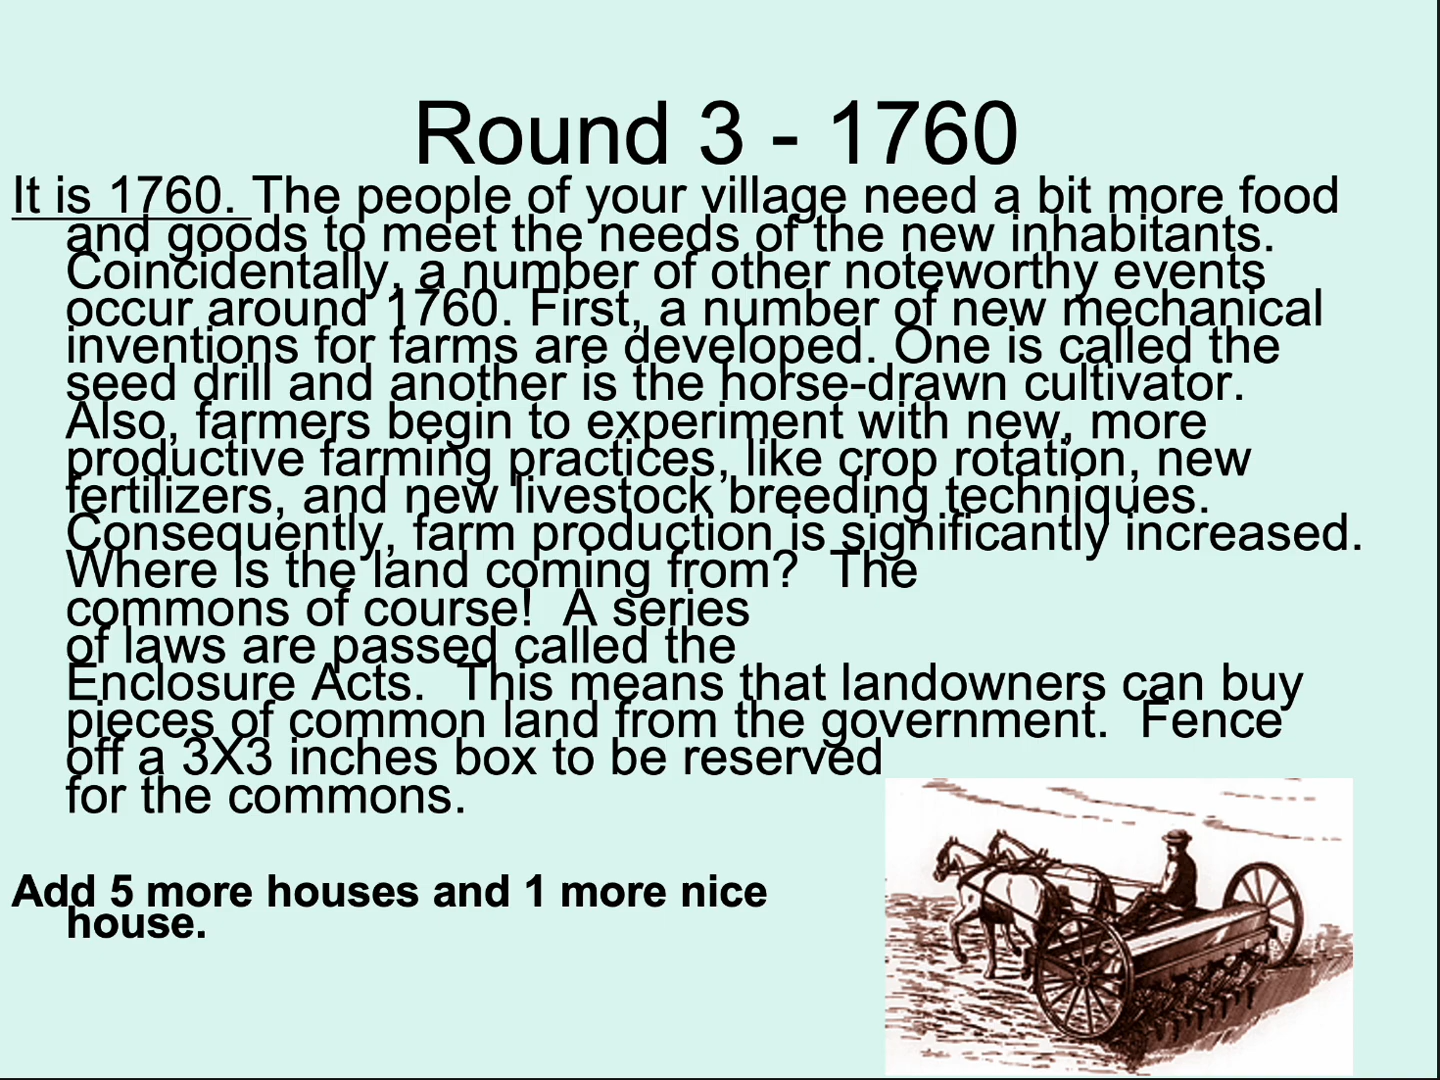 Round 3 - 1760
It is 1760. The people of your village need a bit more food
and goods to meet the needs of the new inhabitants.
Coincidentally, a number of other noteworthy events
occur around 1760. First, a number of new mechanical
inventions for farms are developed. One is called the
seed drill and another is the horse-drawn cultivator.
Also, farmers begin to experiment with new, more
productive farming practices, like crop rotation, new
fertilizers, and new livestock breeding techniques.
Consequently, farm production is significantly increased.
Where is the land coming from?  The
commons of course!  A series
of laws are passed called the
Enclosure Acts.  This means that landowners can buy
pieces of common land from the government.  Fence
off a 3X3 inches box to be reserved
for the commons.
Add 5 more houses and 1 more nice
house.